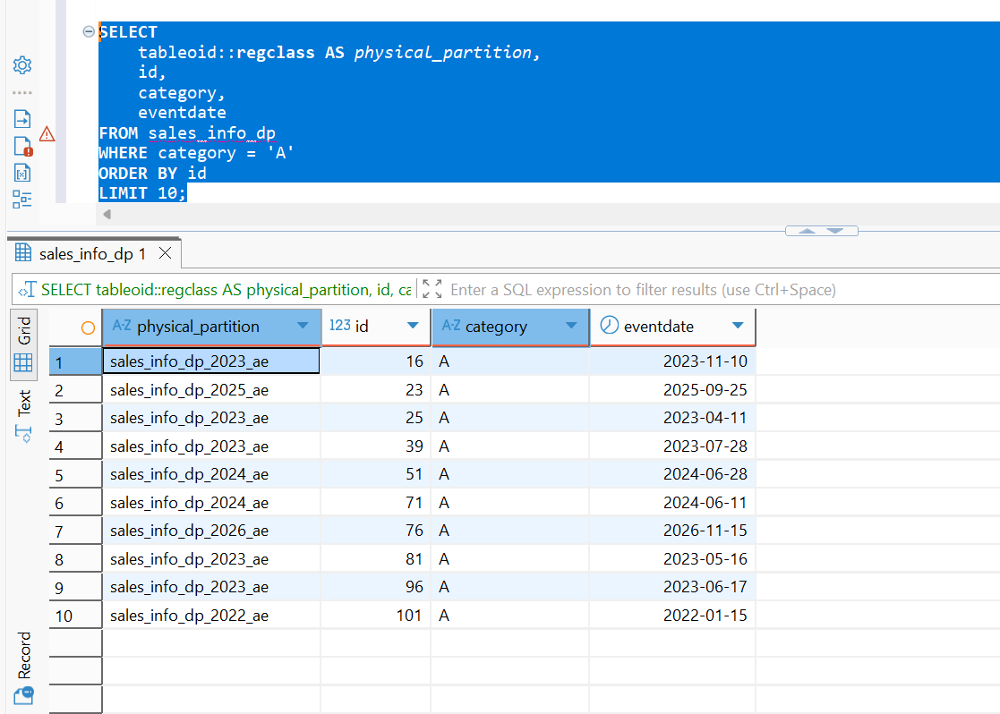 SELECT
tableoid::regclass AS physical_partition,
id,
category,
eventdate
FROM sales_info_dp
WHERE category = 'A'
ORDER BY id
LIMIT 10;
sales_info_dp 1
SELECT tableoid::regclass AS physical_partition, id, ca
Enter a SQL expression to filter results (use Ctrl+Space)
Grid
Text
Record
A-Z physical_partition 123 id A-Z category eventdate
1 sales_info_dp_2023_ae 16 A 2023-11-10
2 sales_info_dp_2025_ae 23 A 2025-09-25
3 sales_info_dp_2023_ae 25 A 2023-04-11
4 sales_info_dp_2023_ae 39 A 2023-07-28
5 sales_info_dp_2024_ae 51 A 2024-06-28
6 sales_info_dp_2024_ae 71 A 2024-06-11
7 sales_info_dp_2026_ae 76 A 2026-11-15
8 sales_info_dp_2023_ae 81 A 2023-05-16
9 sales_info_dp_2023_ae 96 A 2023-06-17
10 sales_info_dp_2022_ae 101 A 2022-01-15